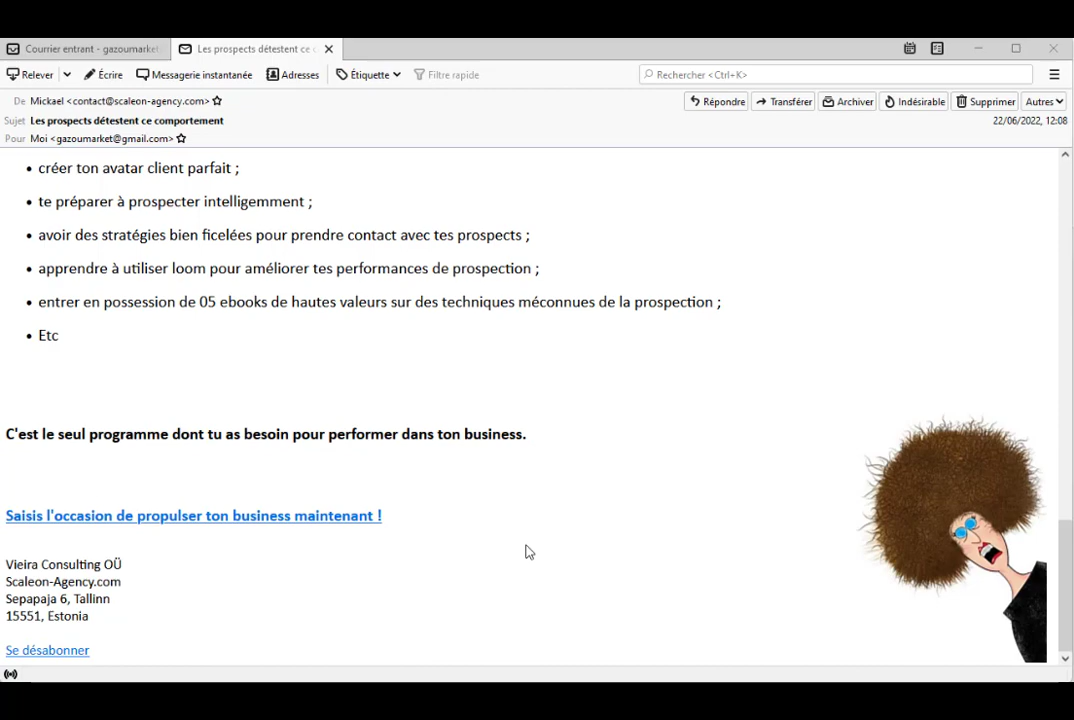 Courrier entrant - gazoumarket
Les prospects détestent ce c
Relever
Écrire
Messagerie instantanée
Adresses
Étiquette
Filtre rapide
Rechercher <Ctrl+K>
De Mickael <contact@scaleon-agency.com>
Répondre
Transférer
Archiver
Indésirable
Supprimer
Autres
Sujet Les prospects détestent ce comportement
22/06/2022, 12:08
Pour Moi <gazoumarket@gmail.com>
• créer ton avatar client parfait ;
• te préparer à prospecter intelligemment ;
• avoir des stratégies bien ficelées pour prendre contact avec tes prospects ;
• apprendre à utiliser loom pour améliorer tes performances de prospection ;
• entrer en possession de 05 ebooks de hautes valeurs sur des techniques méconnues de la prospection ;
• Etc
C'est le seul programme dont tu as besoin pour performer dans ton business.
Saisis l'occasion de propulser ton business maintenant !
Vieira Consulting OÜ
Scaleon-Agency.com
Sepapaja 6, Tallinn
15551, Estonia
Se désabonner